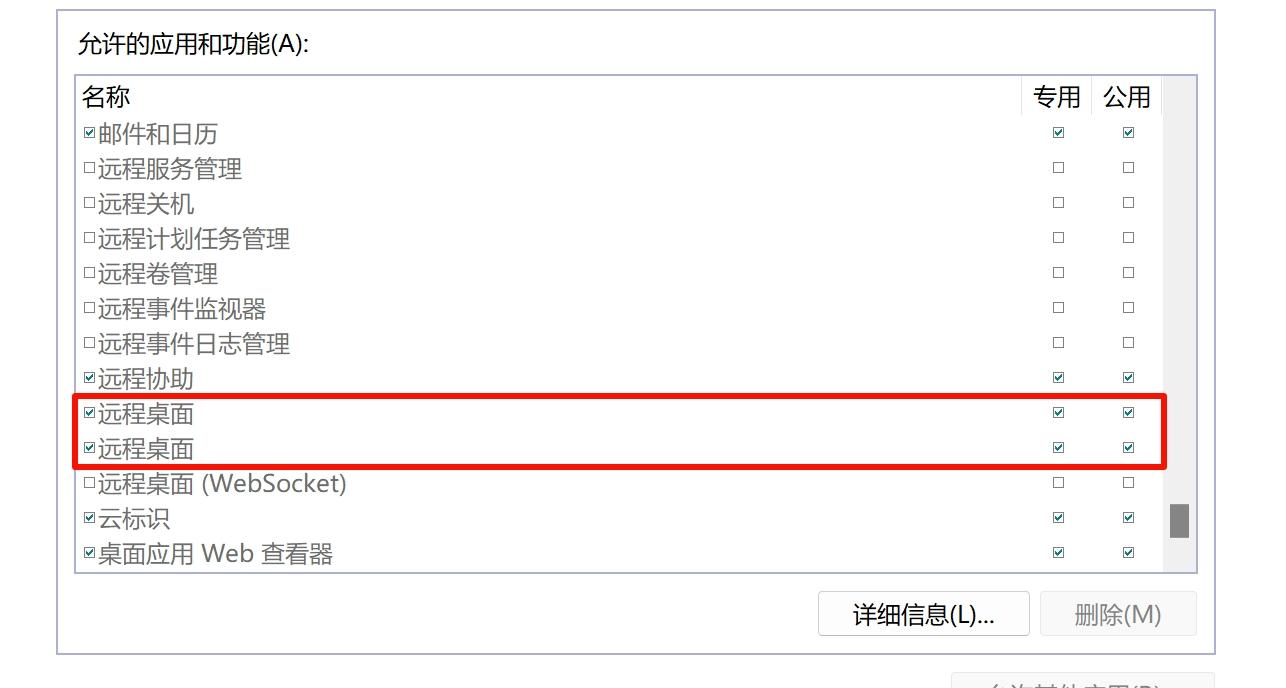 允许的应用和功能(A):
名称 专用 公用
邮件和日历
远程服务管理
远程关机
远程计划任务管理
远程卷管理
远程事件监视器
远程事件日志管理
远程协助
远程桌面
远程桌面
远程桌面 (WebSocket)
云标识
桌面应用 Web 查看器
详细信息(L)... 删除(M)